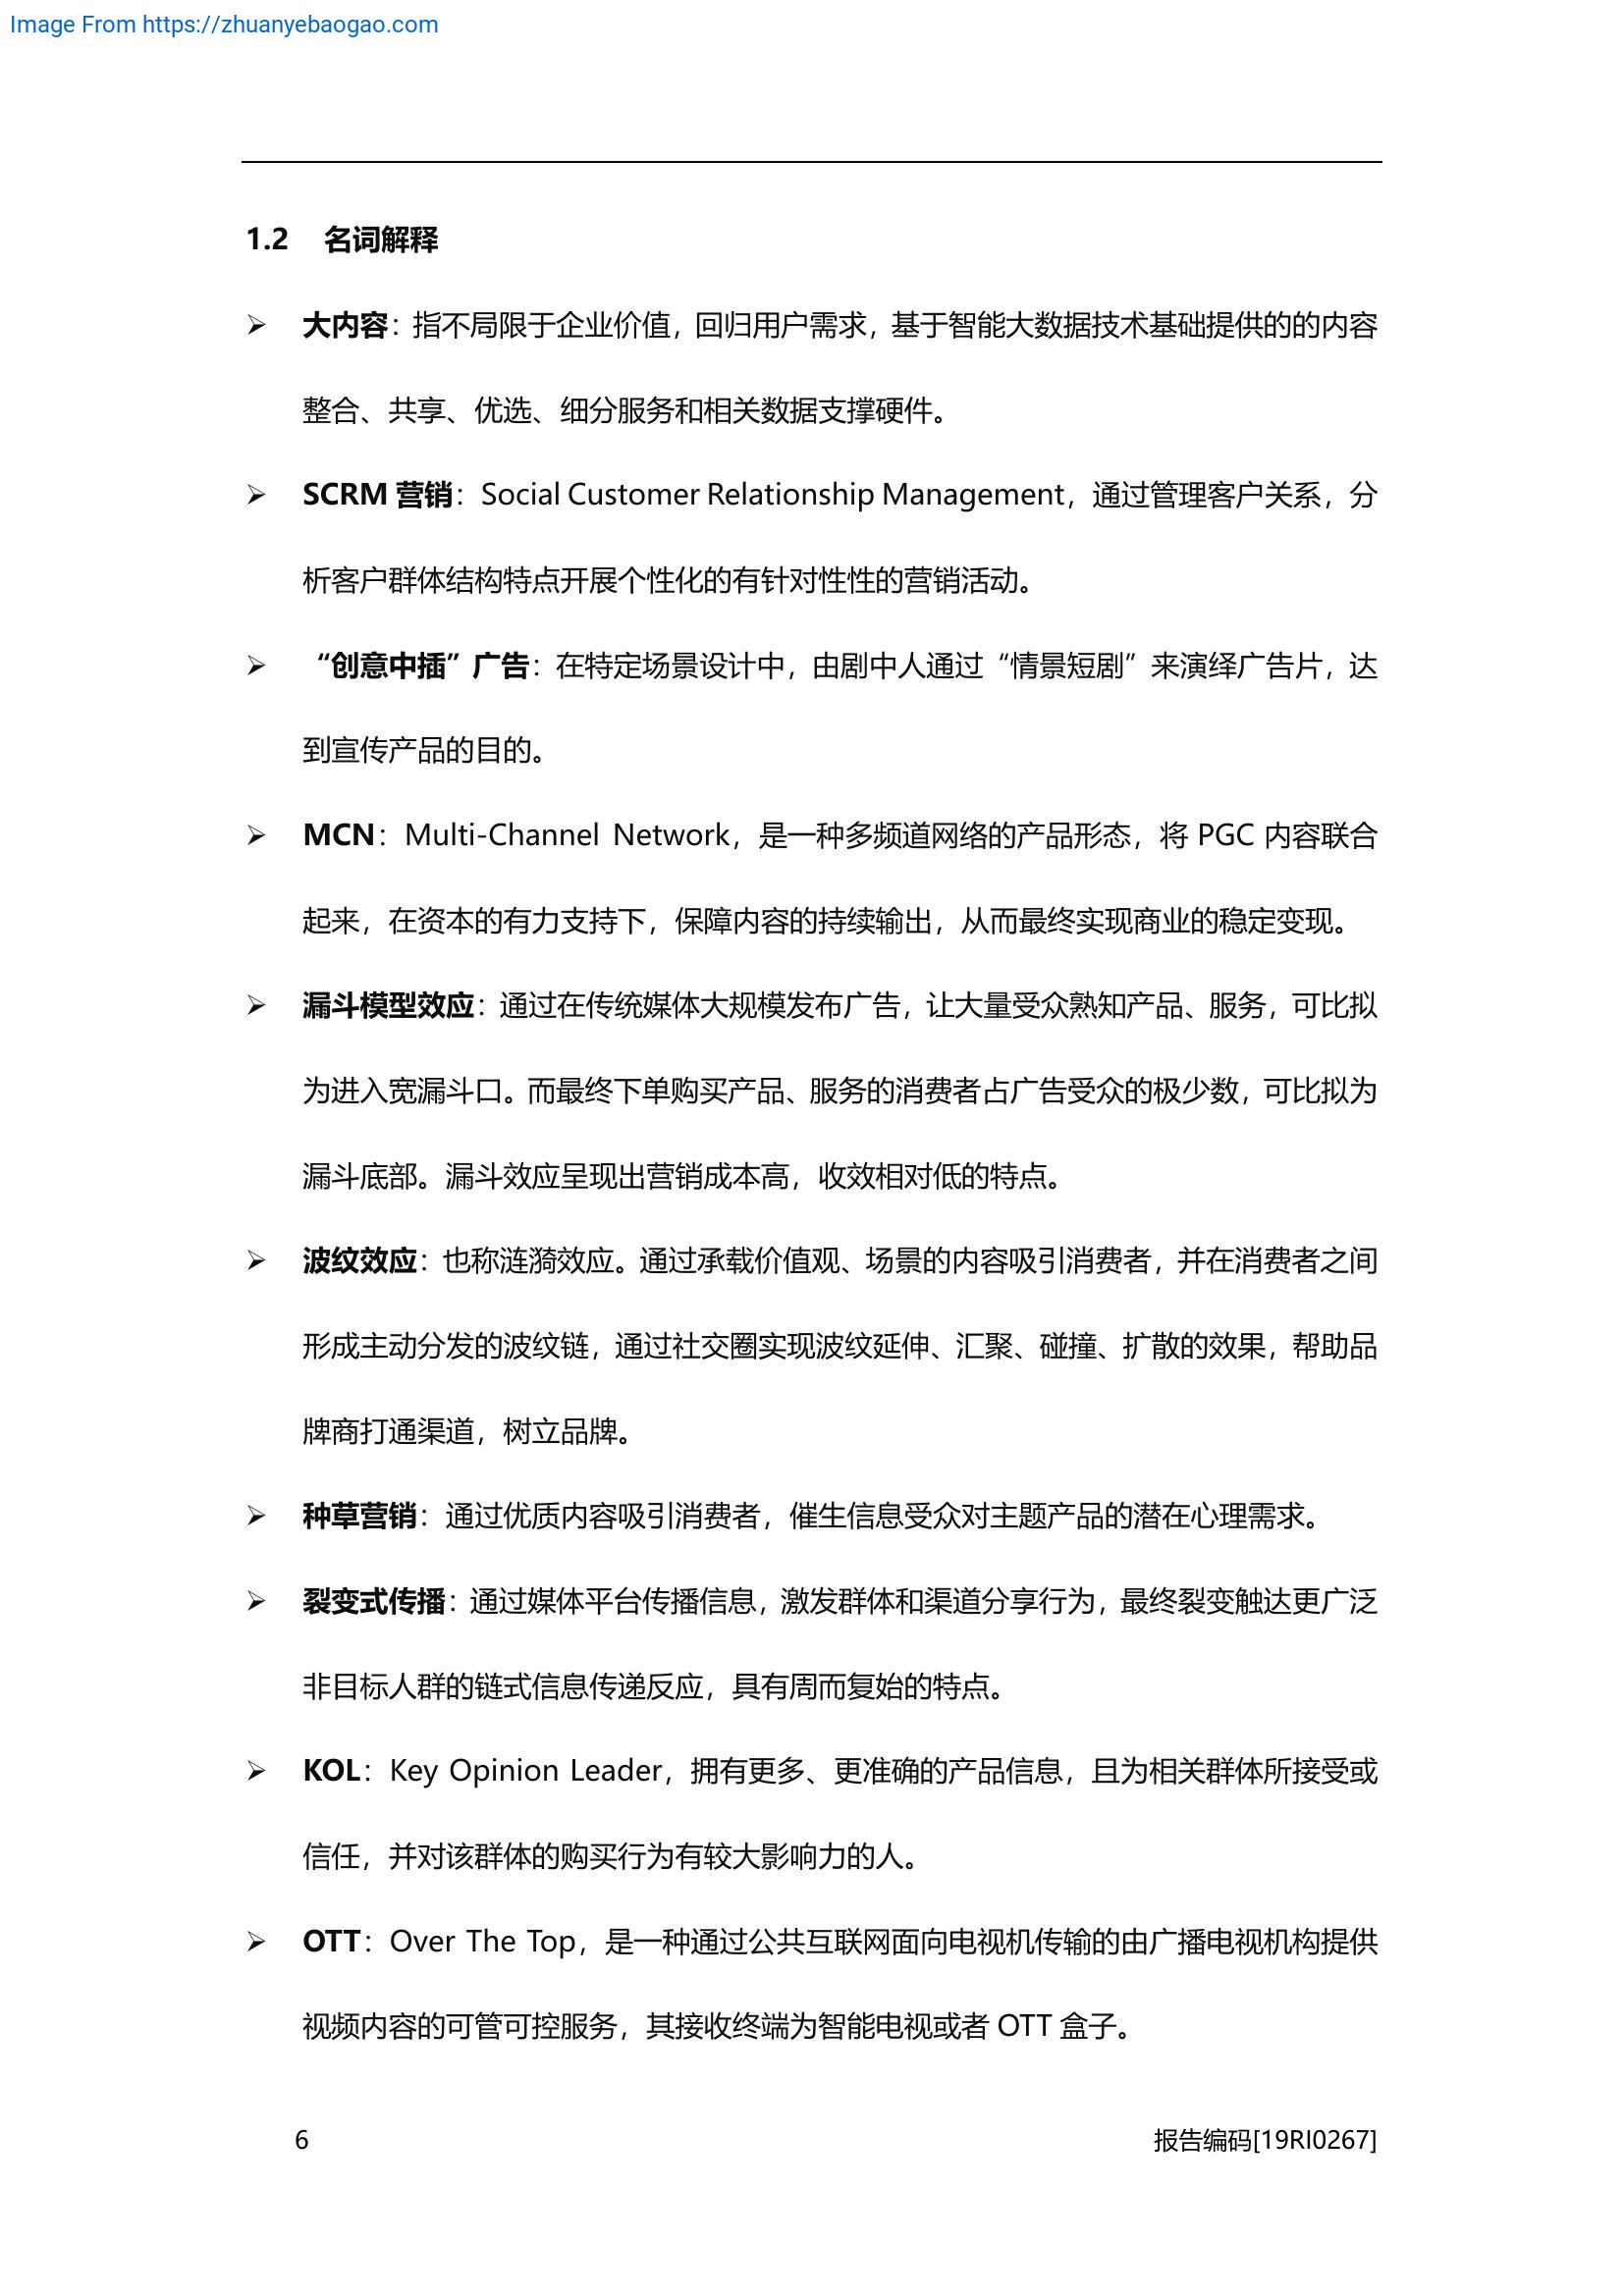 Image From https://zhuanyebaogao.com
1.2 名词解释
➢ 大内容：指不局限于企业价值，回归用户需求，基于智能大数据技术基础提供的的内容
整合、共享、优选、细分服务和相关数据支撑硬件。
➢ SCRM 营销：Social Customer Relationship Management，通过管理客户关系，分
析客户群体结构特点开展个性化的有针对性性的营销活动。
➢ “创意中插”广告：在特定场景设计中，由剧中人通过“情景短剧”来演绎广告片，达
到宣传产品的目的。
➢ MCN：Multi-Channel Network，是一种多频道网络的产品形态，将 PGC 内容联合
起来，在资本的有力支持下，保障内容的持续输出，从而最终实现商业的稳定变现。
➢ 漏斗模型效应：通过在传统媒体大规模发布广告，让大量受众熟知产品、服务，可比拟
为进入宽漏斗口。而最终下单购买产品、服务的消费者占广告受众的极少数，可比拟为
漏斗底部。漏斗效应呈现出营销成本高，收效相对低的特点。
➢ 波纹效应：也称涟漪效应。通过承载价值观、场景的内容吸引消费者，并在消费者之间
形成主动分发的波纹链，通过社交圈实现波纹延伸、汇聚、碰撞、扩散的效果，帮助品
牌商打通渠道，树立品牌。
➢ 种草营销：通过优质内容吸引消费者，催生信息受众对主题产品的潜在心理需求。
➢ 裂变式传播：通过媒体平台传播信息，激发群体和渠道分享行为，最终裂变触达更广泛
非目标人群的链式信息传递反应，具有周而复始的特点。
➢ KOL：Key Opinion Leader，拥有更多、更准确的产品信息，且为相关群体所接受或
信任，并对该群体的购买行为有较大影响力的人。
➢ OTT：Over The Top，是一种通过公共互联网面向电视机传输的由广播电视机构提供
视频内容的可管可控服务，其接收终端为智能电视或者 OTT 盒子。
6 报告编码[19RI0267]